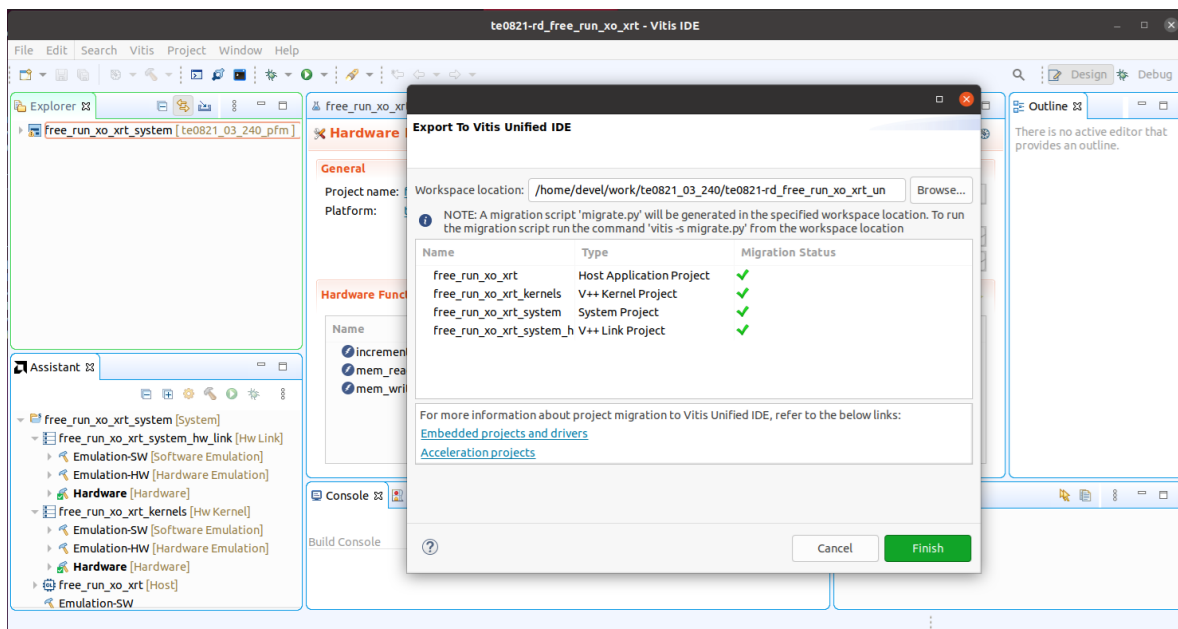 te0821-rd_free_run_xo_xrt - Vitis IDE
File Edit Search Vitis Project Window Help
Design Debug
Explorer
free_run_xo_xrt_system [ te0821_03_240_pfm ]
free_run_xo_xrt
Hardware
General
Project name:
Platform:
Hardware Funct
Name
increment
mem_rea
mem_writ
Export To Vitis Unified IDE
Workspace location: /home/devel/work/te0821_03_240/te0821-rd_free_run_xo_xrt_un Browse...
NOTE: A migration script 'migrate.py' will be generated in the specified workspace location. To run
the migration script run the command 'vitis -s migrate.py' from the workspace location
Name Type Migration Status
free_run_xo_xrt Host Application Project
free_run_xo_xrt_kernels V++ Kernel Project
free_run_xo_xrt_system System Project
free_run_xo_xrt_system_h V++ Link Project
For more information about project migration to Vitis Unified IDE, refer to the below links:
Embedded projects and drivers
Acceleration projects
Cancel Finish
Outline
There is no active editor that
provides an outline.
Assistant
free_run_xo_xrt_system [System]
free_run_xo_xrt_system_hw_link [Hw Link]
Emulation-SW [Software Emulation]
Emulation-HW [Hardware Emulation]
Hardware [Hardware]
free_run_xo_xrt_kernels [Hw Kernel]
Emulation-SW [Software Emulation]
Emulation-HW [Hardware Emulation]
Hardware [Hardware]
free_run_xo_xrt [Host]
Emulation-SW
Console
Build Console